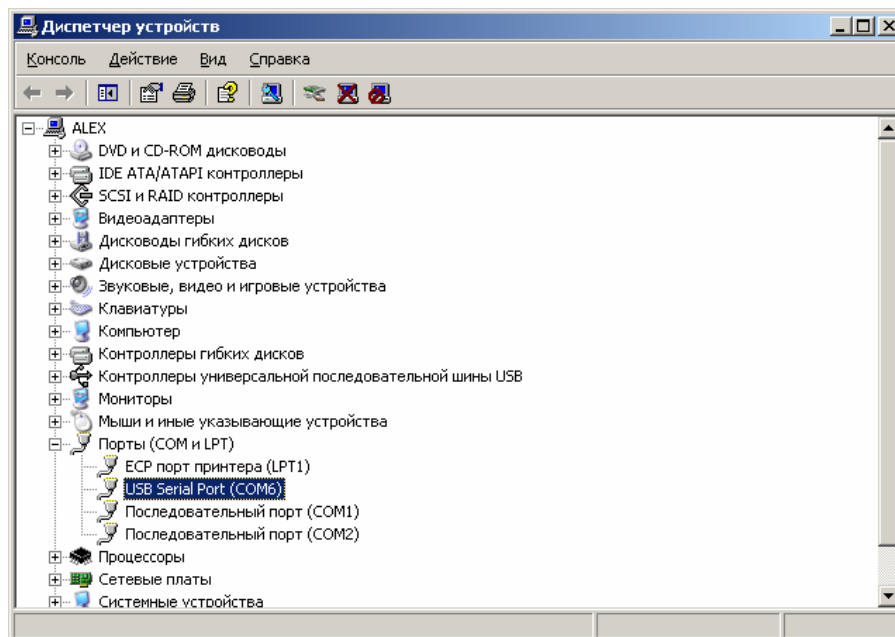 Диспетчер устройств
Консоль Действие Вид Справка
ALEX
DVD и CD-ROM дисководы
IDE ATA/ATAPI контроллеры
SCSI и RAID контроллеры
Видеоадаптеры
Дисководы гибких дисков
Дисковые устройства
Звуковые, видео и игровые устройства
Клавиатуры
Компьютер
Контроллеры гибких дисков
Контроллеры универсальной последовательной шины USB
Мониторы
Мыши и иные указывающие устройства
Порты (COM и LPT)
ECP порт принтера (LPT1)
USB Serial Port (COM6)
Последовательный порт (COM1)
Последовательный порт (COM2)
Процессоры
Сетевые платы
Системные устройства